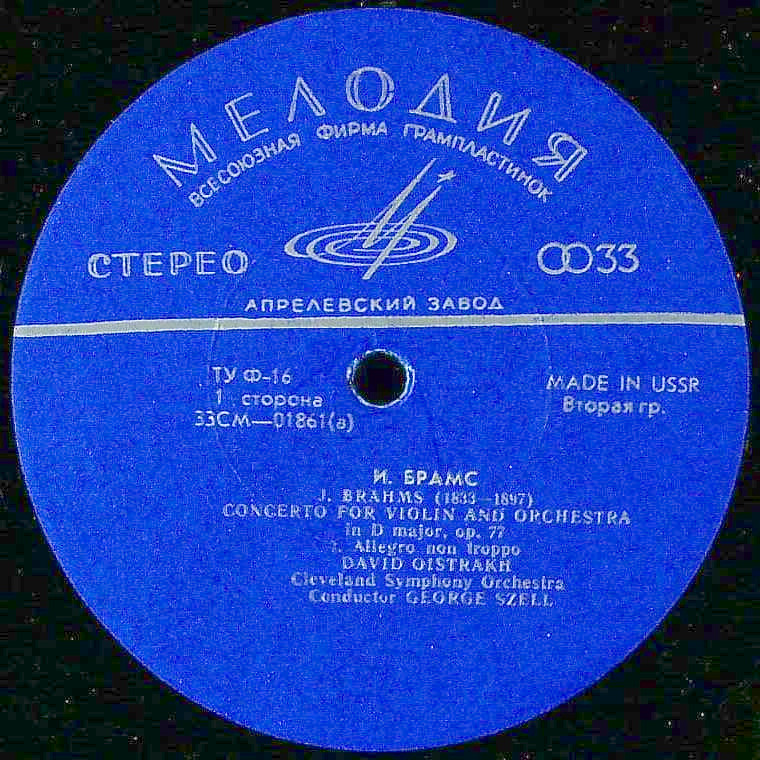 МЕЛОДИЯ
ВСЕСОЮЗНАЯ ФИРМА ГРАМПЛАСТИНОК
СТЕРЕО
33
АПРЕЛЕВСКИЙ ЗАВОД
ТУ Ф-16
1 сторона
33СМ—01861(а)
MADE IN USSR
Вторая гр.
И. БРАМС
J. BRAHMS (1833—1897)
CONCERTO FOR VIOLIN AND ORCHESTRA
in D major, op. 77
1. Allegro non troppo
DAVID OISTRAKH
Cleveland Symphony Orchestra
Conductor GEORGE SZELL